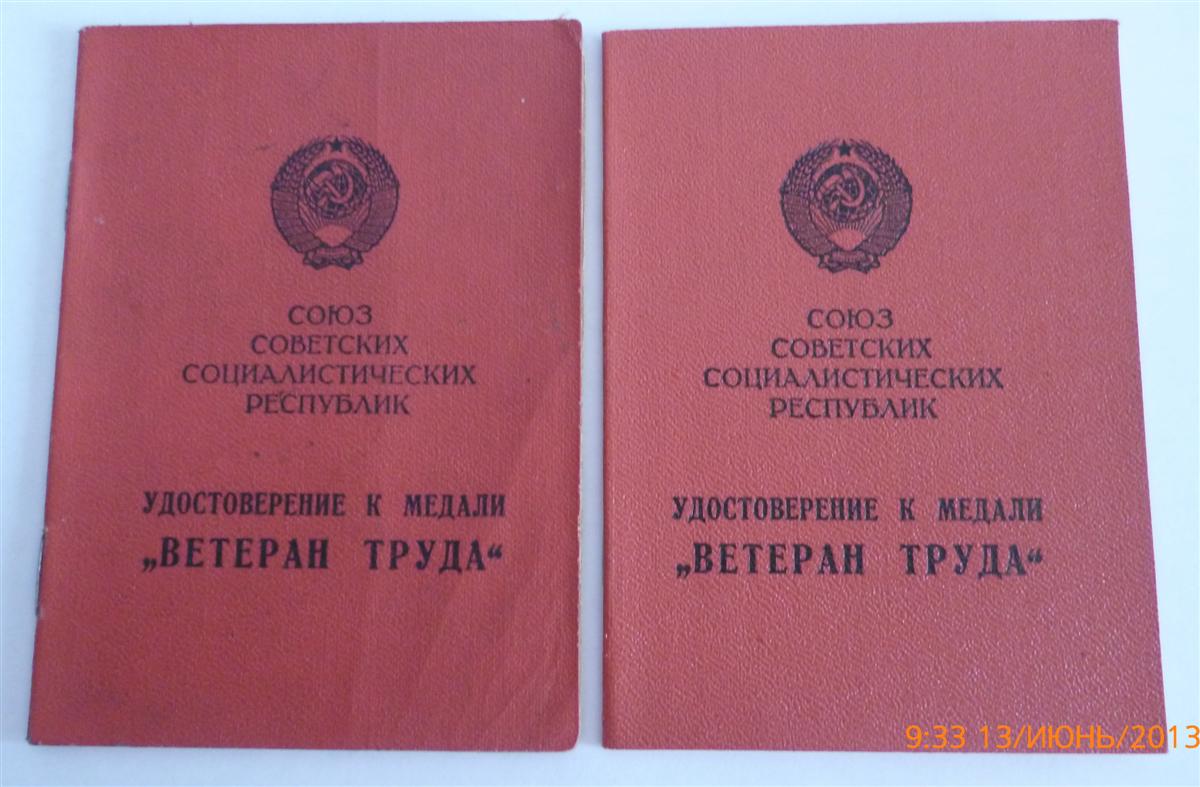 СОЮЗ
СОВЕТСКИХ
СОЦИАЛИСТИЧЕСКИХ
РЕСПУБЛИК
УДОСТОВЕРЕНИЕ К МЕДАЛИ
„ВЕТЕРАН ТРУДА“
СОЮЗ
СОВЕТСКИХ
СОЦИАЛИСТИЧЕСКИХ
РЕСПУБЛИК
УДОСТОВЕРЕНИЕ К МЕДАЛИ
„ВЕТЕРАН ТРУДА“
9:33 13/ИЮНЬ/2013